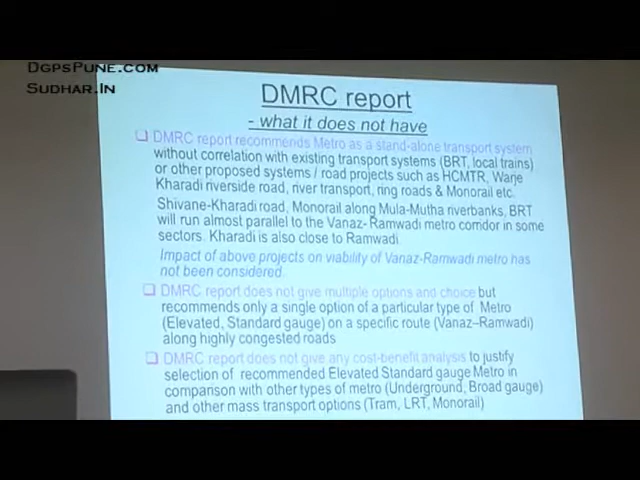 DGPSPUNE.COM
SUDHAR.IN
DMRC report
- what it does not have
❑ DMRC report recommends Metro as a stand-alone transport system
without correlation with existing transport systems (BRT, local trains)
or other proposed systems / road projects such as HCMTR, Warje
Kharadi riverside road, river transport, ring roads & Monorail etc.
Shivane-Kharadi road, Monorail along Mula-Mutha riverbanks, BRT
will run almost parallel to the Vanaz- Ramwadi metro corridor in some
sectors. Kharadi is also close to Ramwadi.
Impact of above projects on viability of Vanaz-Ramwadi metro has
not been considered.
❑ DMRC report does not give multiple options and choice but
recommends only a single option of a particular type of Metro
(Elevated, Standard gauge) on a specific route (Vanaz–Ramwadi)
along highly congested roads
❑ DMRC report does not give any cost-benefit analysis to justify
selection of recommended Elevated Standard gauge Metro in
comparison with other types of metro (Underground, Broad gauge)
and other mass transport options (Tram, LRT, Monorail)